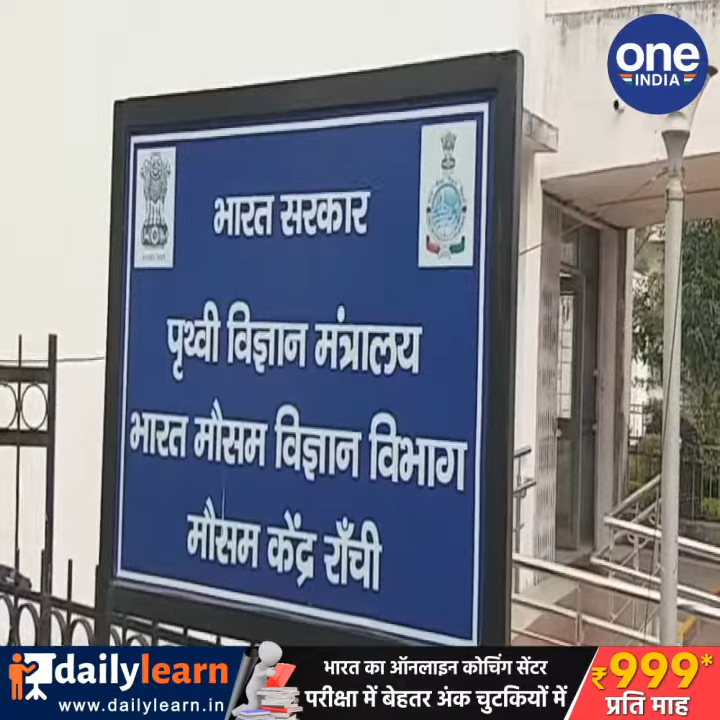 one
INDIA
भारत सरकार
पृथ्वी विज्ञान मंत्रालय
भारत मौसम विज्ञान विभाग
मौसम केंद्र राँची
dailylearn
www.dailylearn.in
भारत का ऑनलाइन कोचिंग सेंटर
परीक्षा में बेहतर अंक चुटकियों में
₹999*
प्रति माह